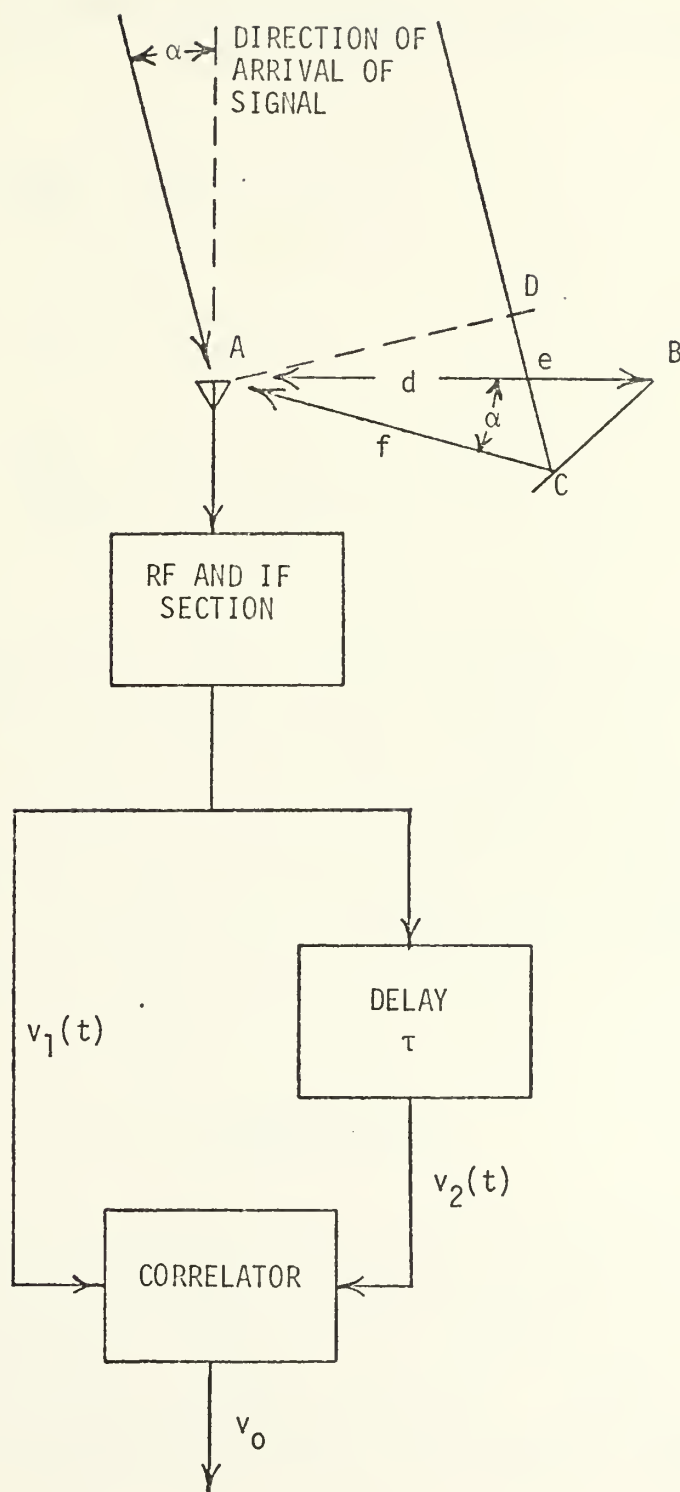 α
DIRECTION OF
ARRIVAL OF
SIGNAL
D
A
B
e
d
α
f
C
RF AND IF
SECTION
DELAY
τ
v₁(t)
v₂(t)
CORRELATOR
v₀